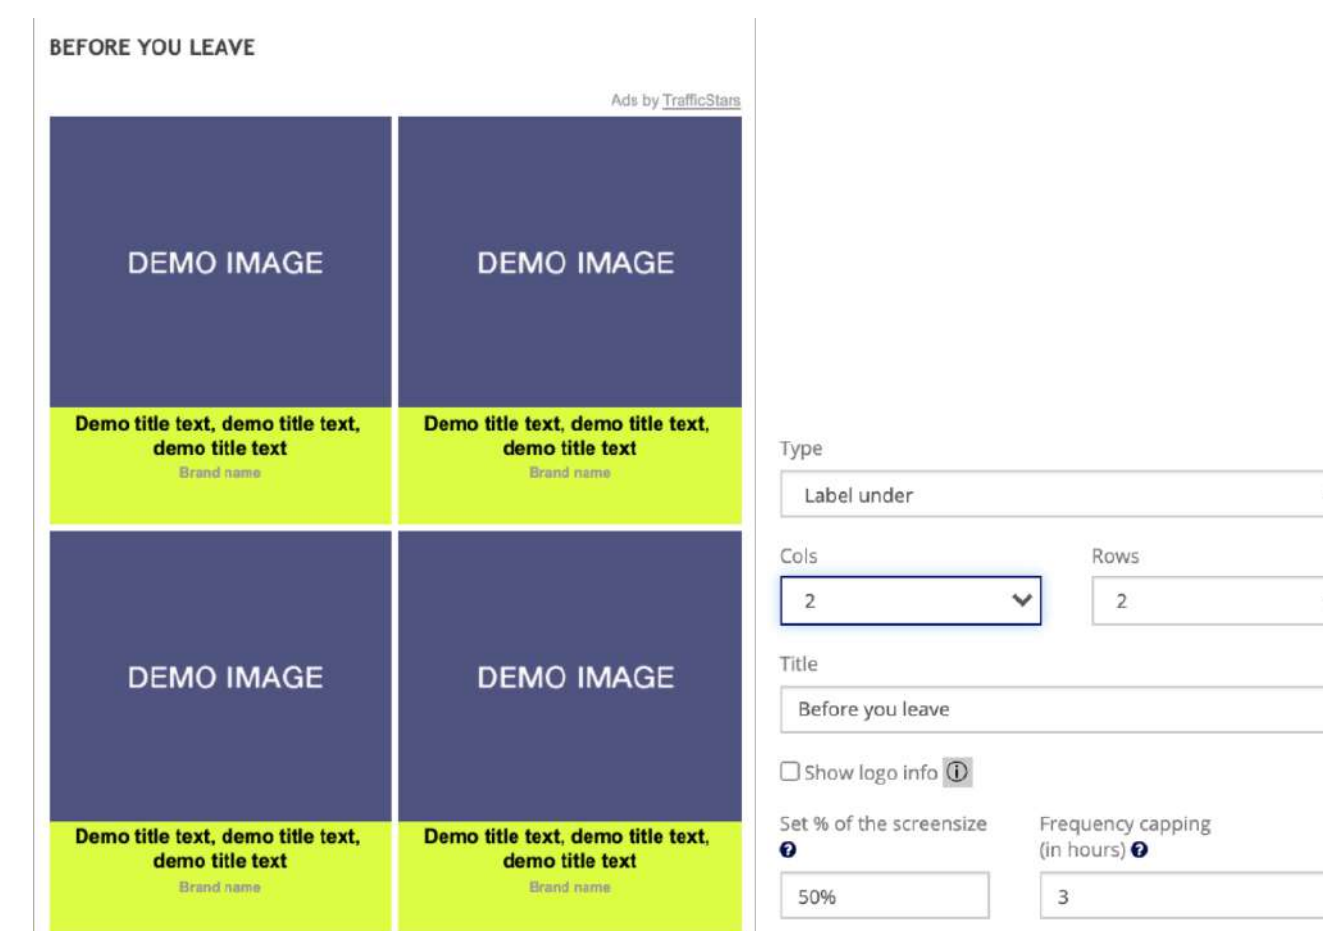 BEFORE YOU LEAVE
Ads by TrafficStars
DEMO IMAGE
DEMO IMAGE
Demo title text, demo title text,
demo title text
Brand name
Demo title text, demo title text,
demo title text
Brand name
DEMO IMAGE
DEMO IMAGE
Demo title text, demo title text,
demo title text
Brand name
Demo title text, demo title text,
demo title text
Brand name
Type
Label under
Cols
Rows
2
2
Title
Before you leave
Show logo info
Set % of the screensize
Frequency capping
(in hours)
50%
3